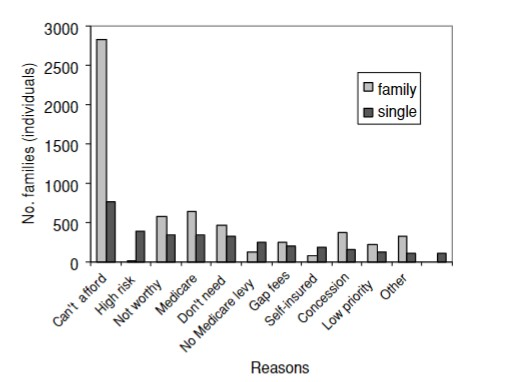 3000
2500
2000
1500
1000
500
0
No. families (individuals)
family
single
Can't afford
High risk
Not worthy
Medicare
Don't need
No Medicare levy
Gap fees
Self-insured
Concession
Low priority
Other
Reasons